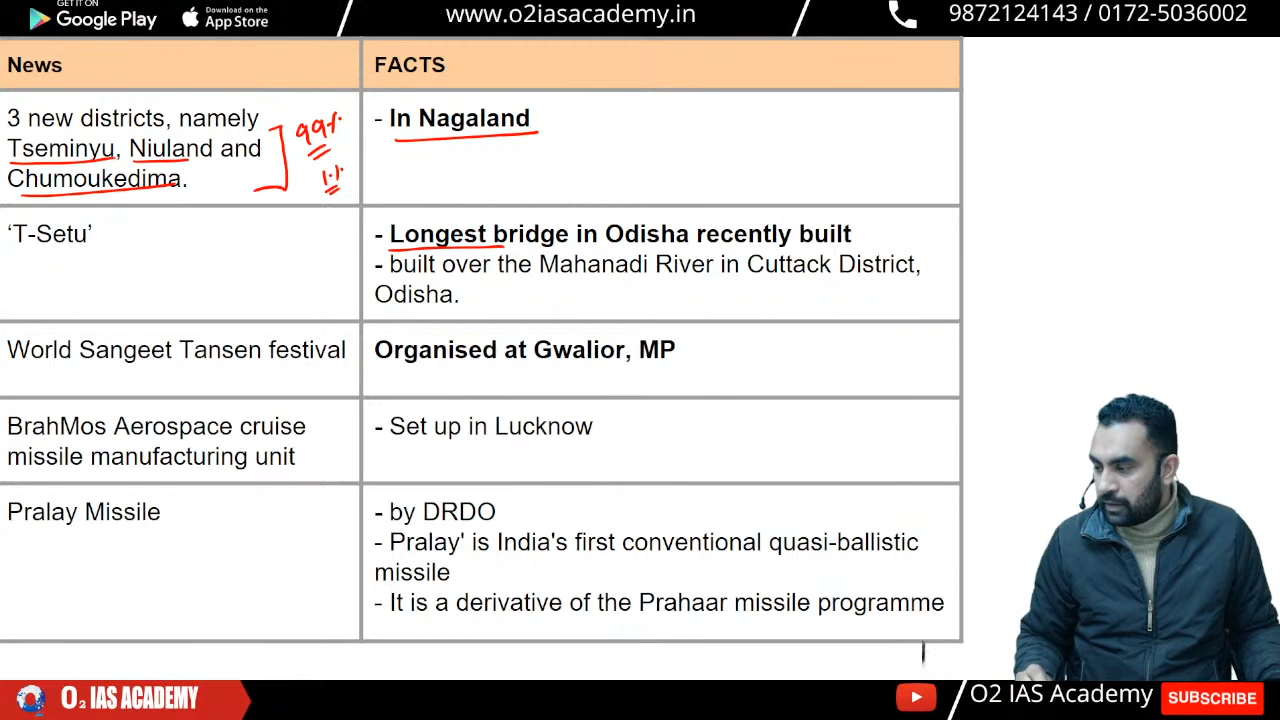 GET IT ON
Google Play
Download on the
App Store
www.o2iasacademy.in
9872124143 / 0172-5036002
News
FACTS
3 new districts, namely
Tseminyu, Niuland and
Chumoukedima.
99%
1%
- In Nagaland
‘T-Setu’
- Longest bridge in Odisha recently built
- built over the Mahanadi River in Cuttack District,
Odisha.
World Sangeet Tansen festival
Organised at Gwalior, MP
BrahMos Aerospace cruise
missile manufacturing unit
- Set up in Lucknow
Pralay Missile
- by DRDO
- Pralay' is India's first conventional quasi-ballistic
missile
- It is a derivative of the Prahaar missile programme
O2 IAS ACADEMY
O2 IAS Academy
SUBSCRIBE